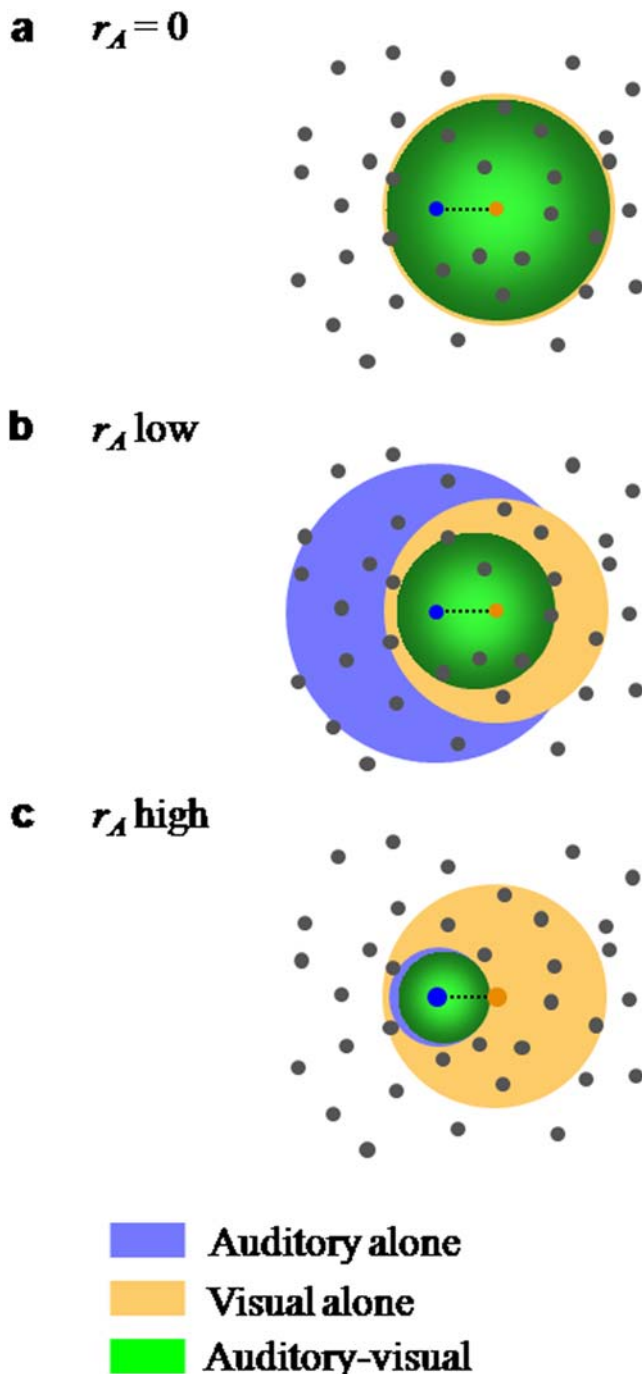 a r_A = 0
b r_A low
c r_A high
Auditory alone
Visual alone
Auditory-visual